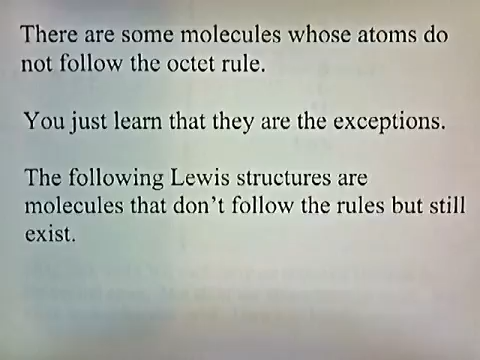 There are some molecules whose atoms do
not follow the octet rule.
You just learn that they are the exceptions.
The following Lewis structures are
molecules that don't follow the rules but still
exist.